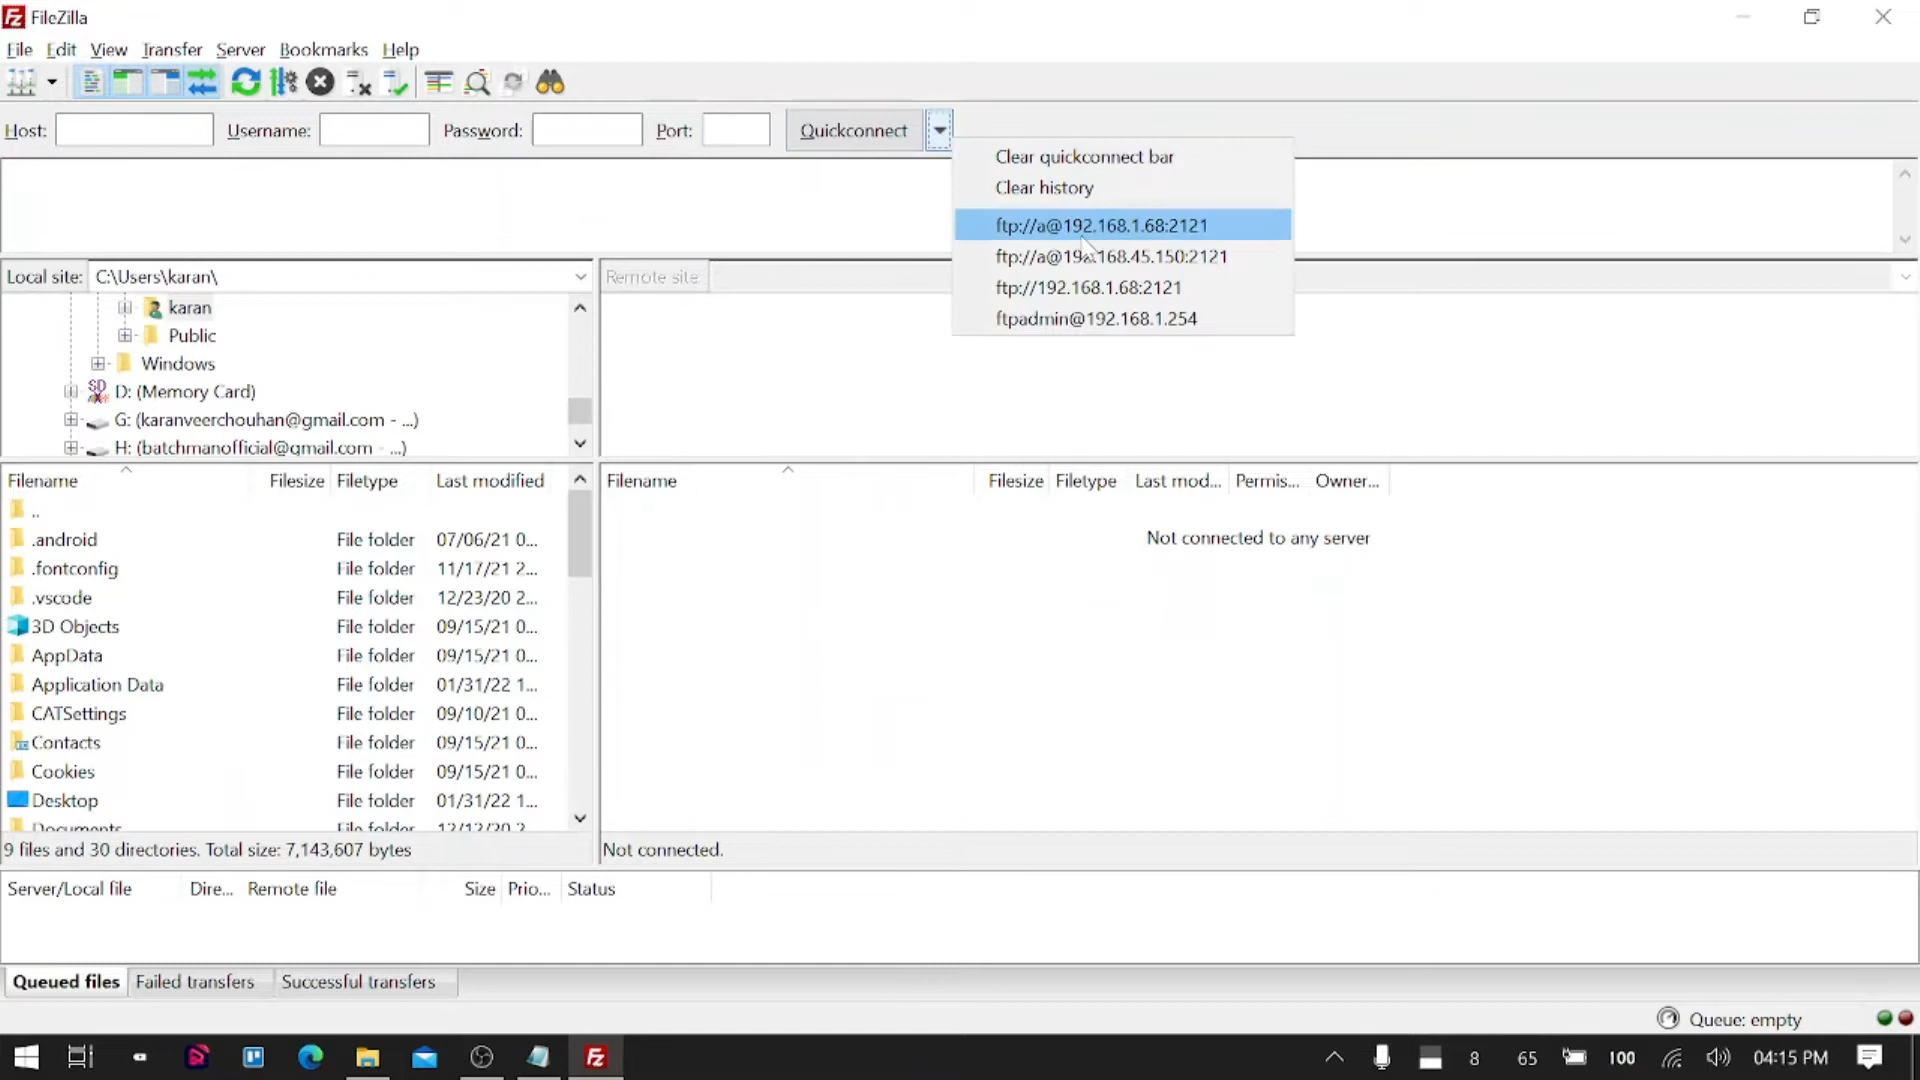 FileZilla
File Edit View Transfer Server Bookmarks Help
Host: Username: Password: Port: Quickconnect
Clear quickconnect bar
Clear history
ftp://a@192.168.1.68:2121
ftp://a@192.168.45.150:2121
ftp://192.168.1.68:2121
ftpadmin@192.168.1.254
Local site: C:\Users\karan\
Remote site:
karan
Public
Windows
D: (Memory Card)
G: (karanveerchouhan@gmail.com - ...)
H: (batchmanofficial@gmail.com - ...)
Filename Filesize Filetype Last modified
..
.android File folder 07/06/21 0...
.fontconfig File folder 11/17/21 2...
.vscode File folder 12/23/20 2...
3D Objects File folder 09/15/21 0...
AppData File folder 09/15/21 0...
Application Data File folder 01/31/22 1...
CATSettings File folder 09/10/21 0...
Contacts File folder 09/15/21 0...
Cookies File folder 09/15/21 0...
Desktop File folder 01/31/22 1...
Documents File folder 12/12/20 2...
9 files and 30 directories. Total size: 7,143,607 bytes
Filename Filesize Filetype Last mod... Permis... Owner...
Not connected to any server
Not connected.
Server/Local file Dire... Remote file Size Prio... Status
Queued files Failed transfers Successful transfers
Queue: empty
8 65 100 04:15 PM